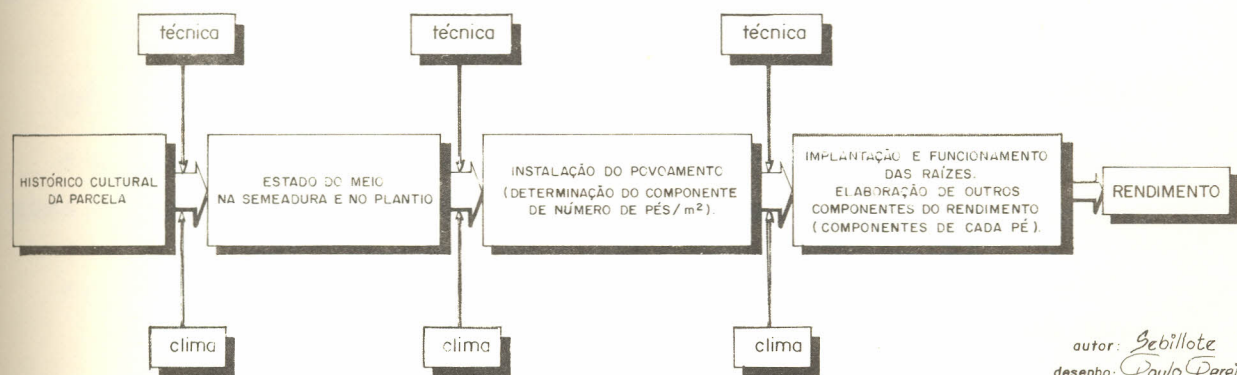 técnica
técnica
técnica
HISTÓRICO CULTURAL
DA PARCELA
ESTADO DO MEIO
NA SEMEADURA E NO PLANTIO
INSTALAÇÃO DO POVOAMENTO
(DETERMINAÇÃO DO COMPONENTE
DE NÚMERO DE PÉS/m²).
IMPLANTAÇÃO E FUNCIONAMENTO
DAS RAÍZES.
ELABORAÇÃO DE OUTROS
COMPONENTES DO RENDIMENTO
(COMPONENTES DE CADA PÉ).
RENDIMENTO
clima
clima
clima
autor: Sebillote
desenho: Paulo